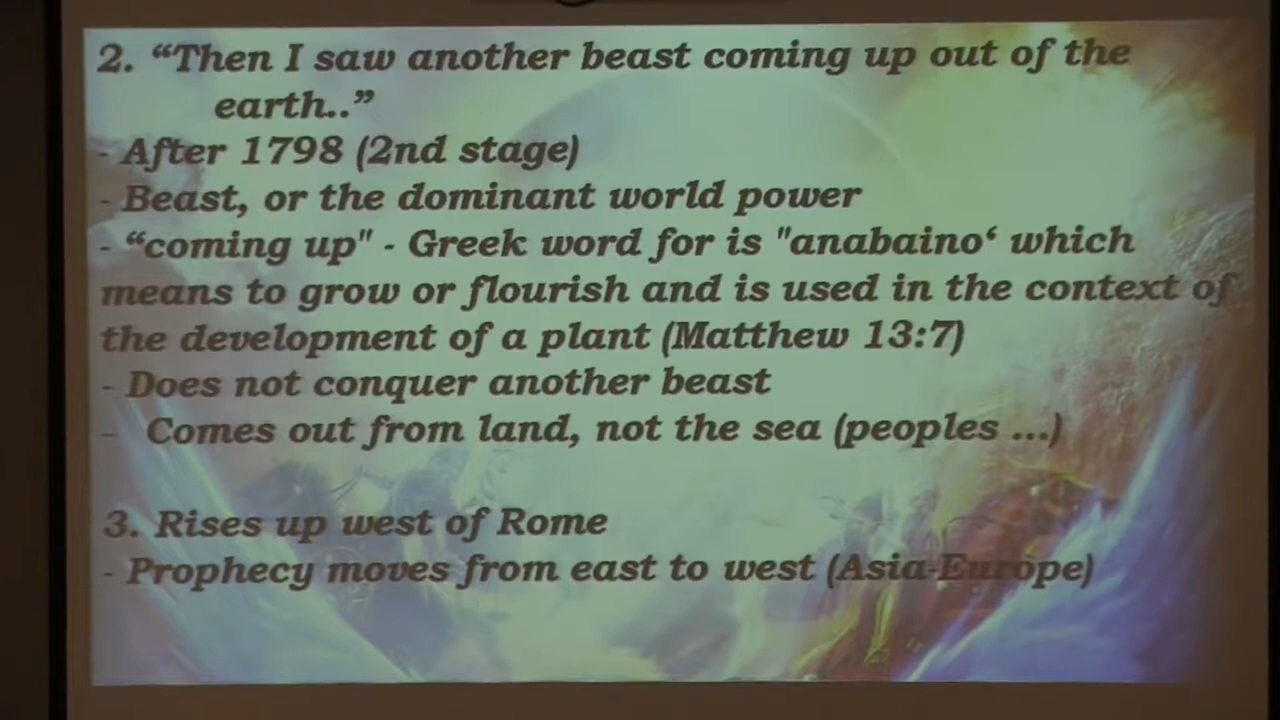 2. “Then I saw another beast coming up out of the
earth..”
- After 1798 (2nd stage)
- Beast, or the dominant world power
- “coming up" - Greek word for is "anabaino‘ which
means to grow or flourish and is used in the context of
the development of a plant (Matthew 13:7)
- Does not conquer another beast
- Comes out from land, not the sea (peoples ...)
3. Rises up west of Rome
- Prophecy moves from east to west (Asia-Europe)